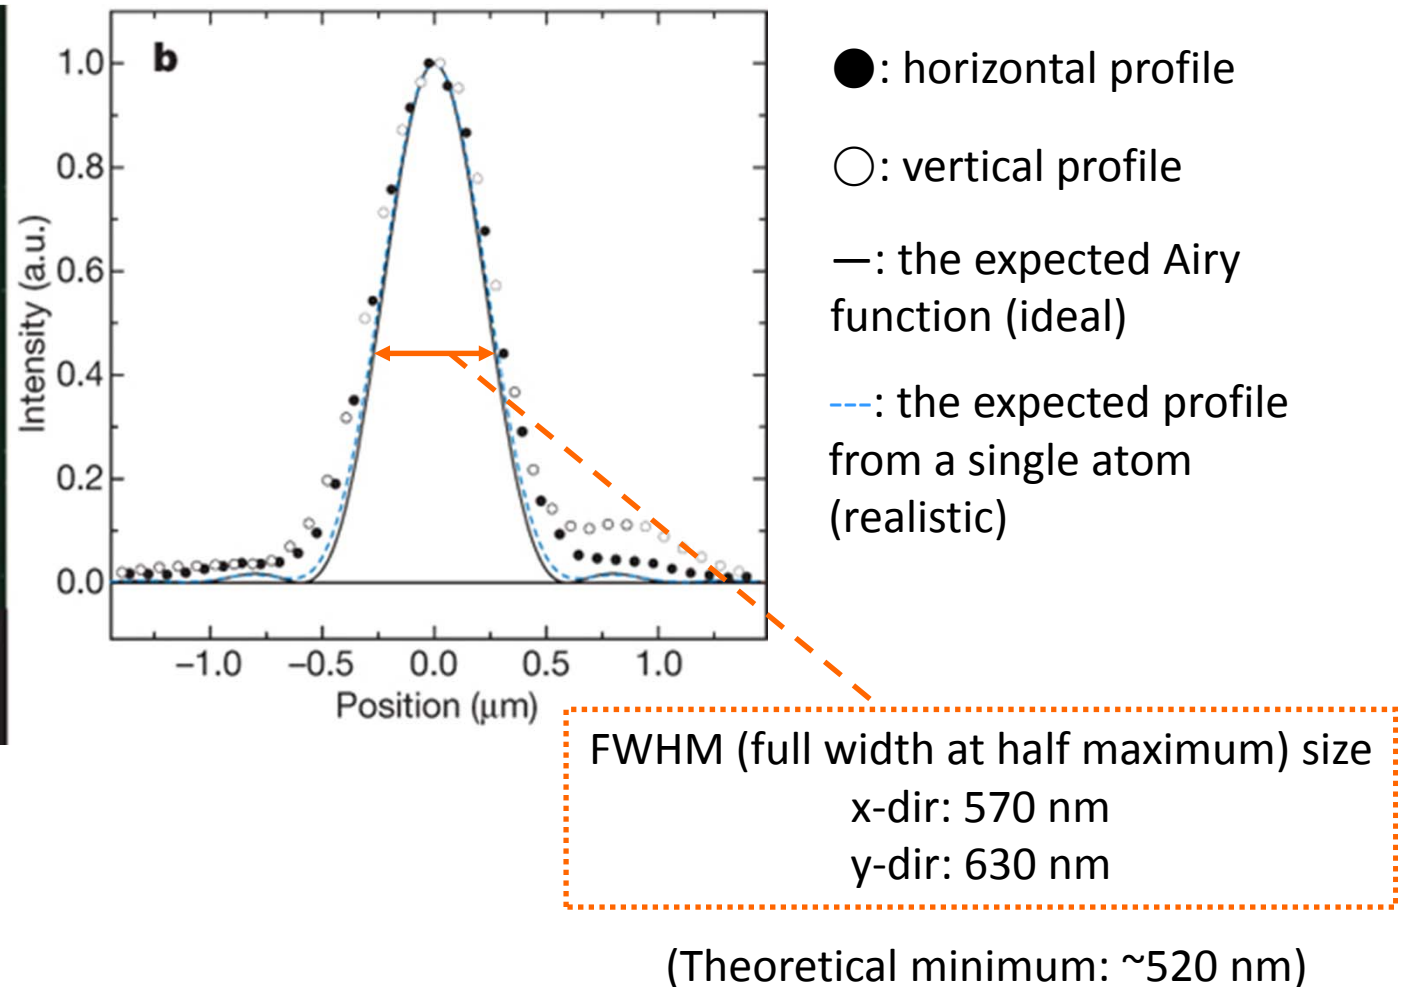 b
1.0
0.8
0.6
0.4
0.2
0.0
Intensity (a.u.)
−1.0 −0.5 0.0 0.5 1.0
Position (μm)
●: horizontal profile
○: vertical profile
—: the expected Airy
function (ideal)
---: the expected profile
from a single atom
(realistic)
FWHM (full width at half maximum) size
x-dir: 570 nm
y-dir: 630 nm
(Theoretical minimum: ~520 nm)